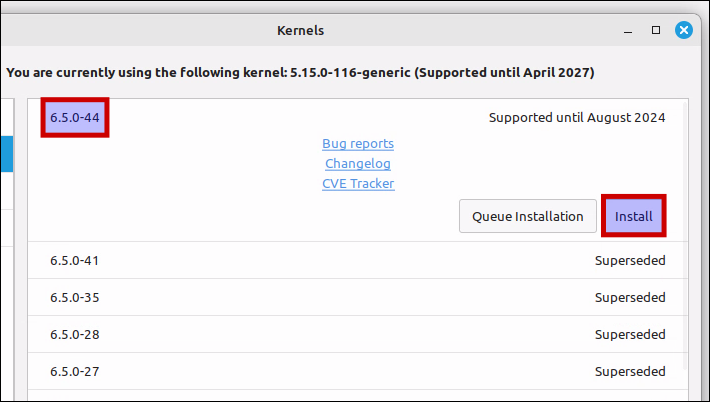 Kernels
You are currently using the following kernel: 5.15.0-116-generic (Supported until April 2027)
6.5.0-44 Supported until August 2024
Bug reports
Changelog
CVE Tracker
Queue Installation Install
6.5.0-41 Superseded
6.5.0-35 Superseded
6.5.0-28 Superseded
6.5.0-27 Superseded